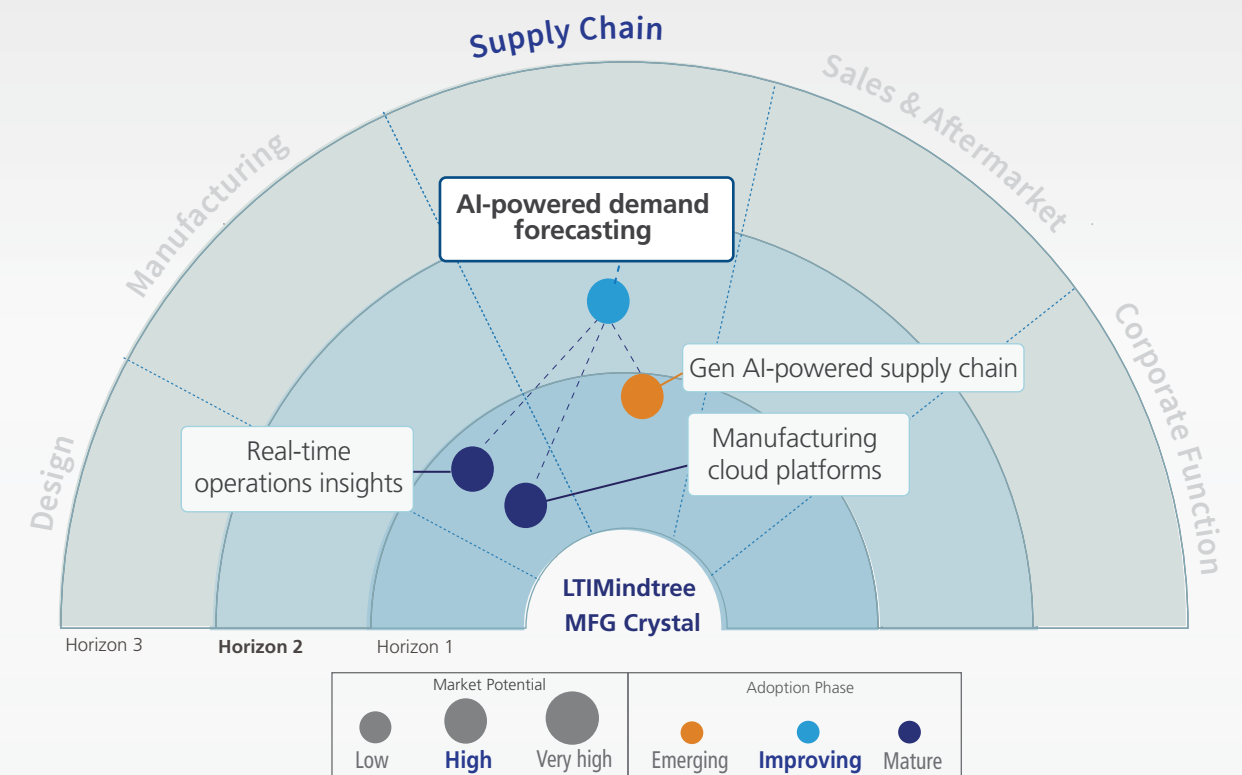 Supply Chain
Sales & Aftermarket
Manufacturing
AI-powered demand
forecasting
Corporate Function
Gen AI-powered supply chain
Real-time
operations insights
Manufacturing
cloud platforms
Design
LTIMindtree
MFG Crystal
Horizon 3
Horizon 2
Horizon 1
Market Potential
Adoption Phase
Low
High
Very high
Emerging
Improving
Mature